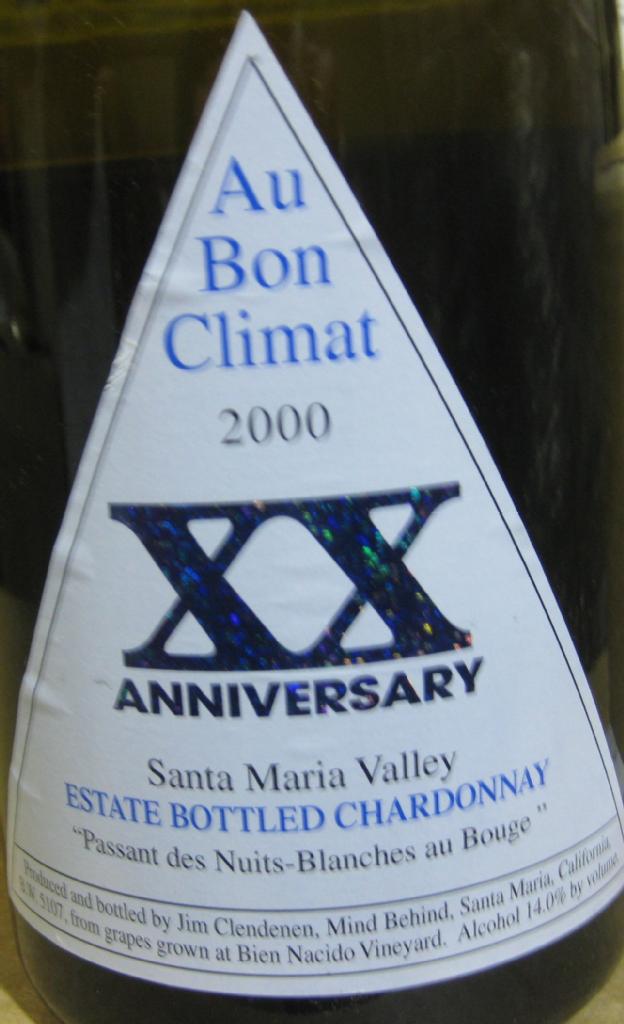 Au
Bon
Climat
2000
XX
ANNIVERSARY
Santa Maria Valley
ESTATE BOTTLED CHARDONNAY
"Passant des Nuits-Blanches au Bouge"
Produced and bottled by Jim Clendenen, Mind Behind, Santa Maria, California.
B.W. 5107, from grapes grown at Bien Nacido Vineyard. Alcohol 14.0% by volume.